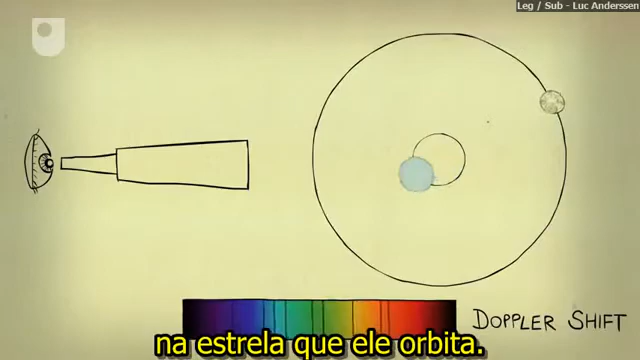 Leg / Sub - Luc Anderssen
DOPPLER SHIFT
na estrela que ele orbita.